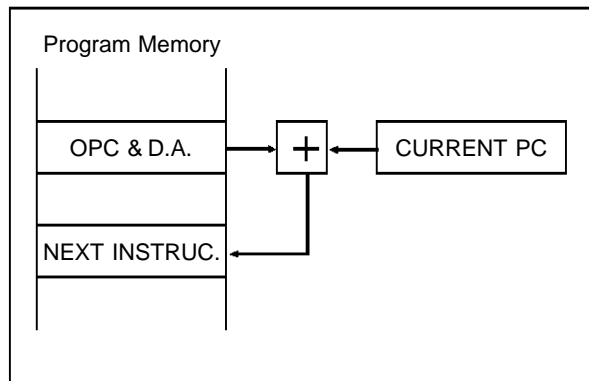 Program Memory
OPC & D.A.
+
CURRENT PC
NEXT INSTRUC.